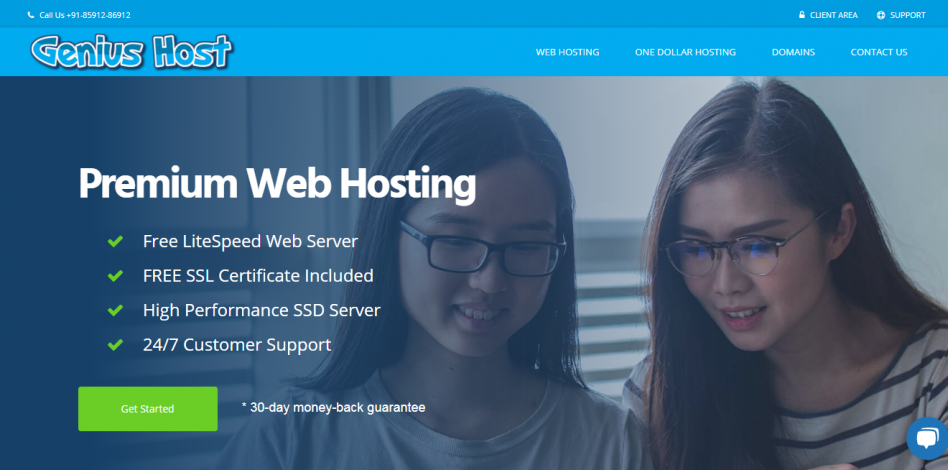 Call Us +91-85912-86912
CLIENT AREA
SUPPORT
Genius Host
WEB HOSTING
ONE DOLLAR HOSTING
DOMAINS
CONTACT US
Premium Web Hosting
Free LiteSpeed Web Server
FREE SSL Certificate Included
High Performance SSD Server
24/7 Customer Support
Get Started
* 30-day money-back guarantee